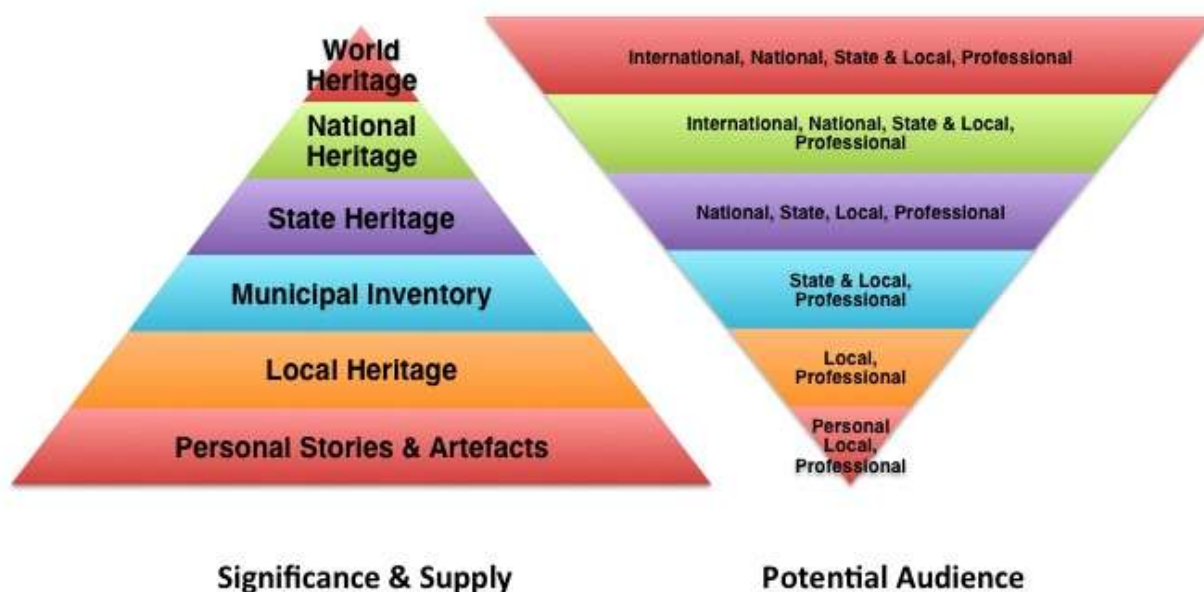 World
Heritage
National
Heritage
State Heritage
Municipal Inventory
Local Heritage
Personal Stories & Artefacts
Significance & Supply
International, National, State & Local, Professional
International, National, State & Local,
Professional
National, State, Local, Professional
State & Local,
Professional
Local,
Professional
Personal
Local,
Professional
Potential Audience